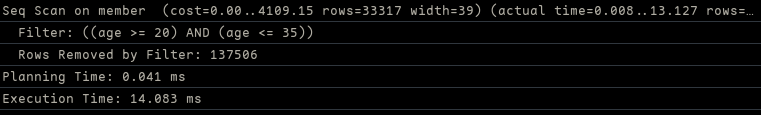 Seq Scan on member  (cost=0.00..4109.15 rows=33317 width=39) (actual time=0.008..13.127 rows=…
  Filter: ((age >= 20) AND (age <= 35))
  Rows Removed by Filter: 137506
Planning Time: 0.041 ms
Execution Time: 14.083 ms